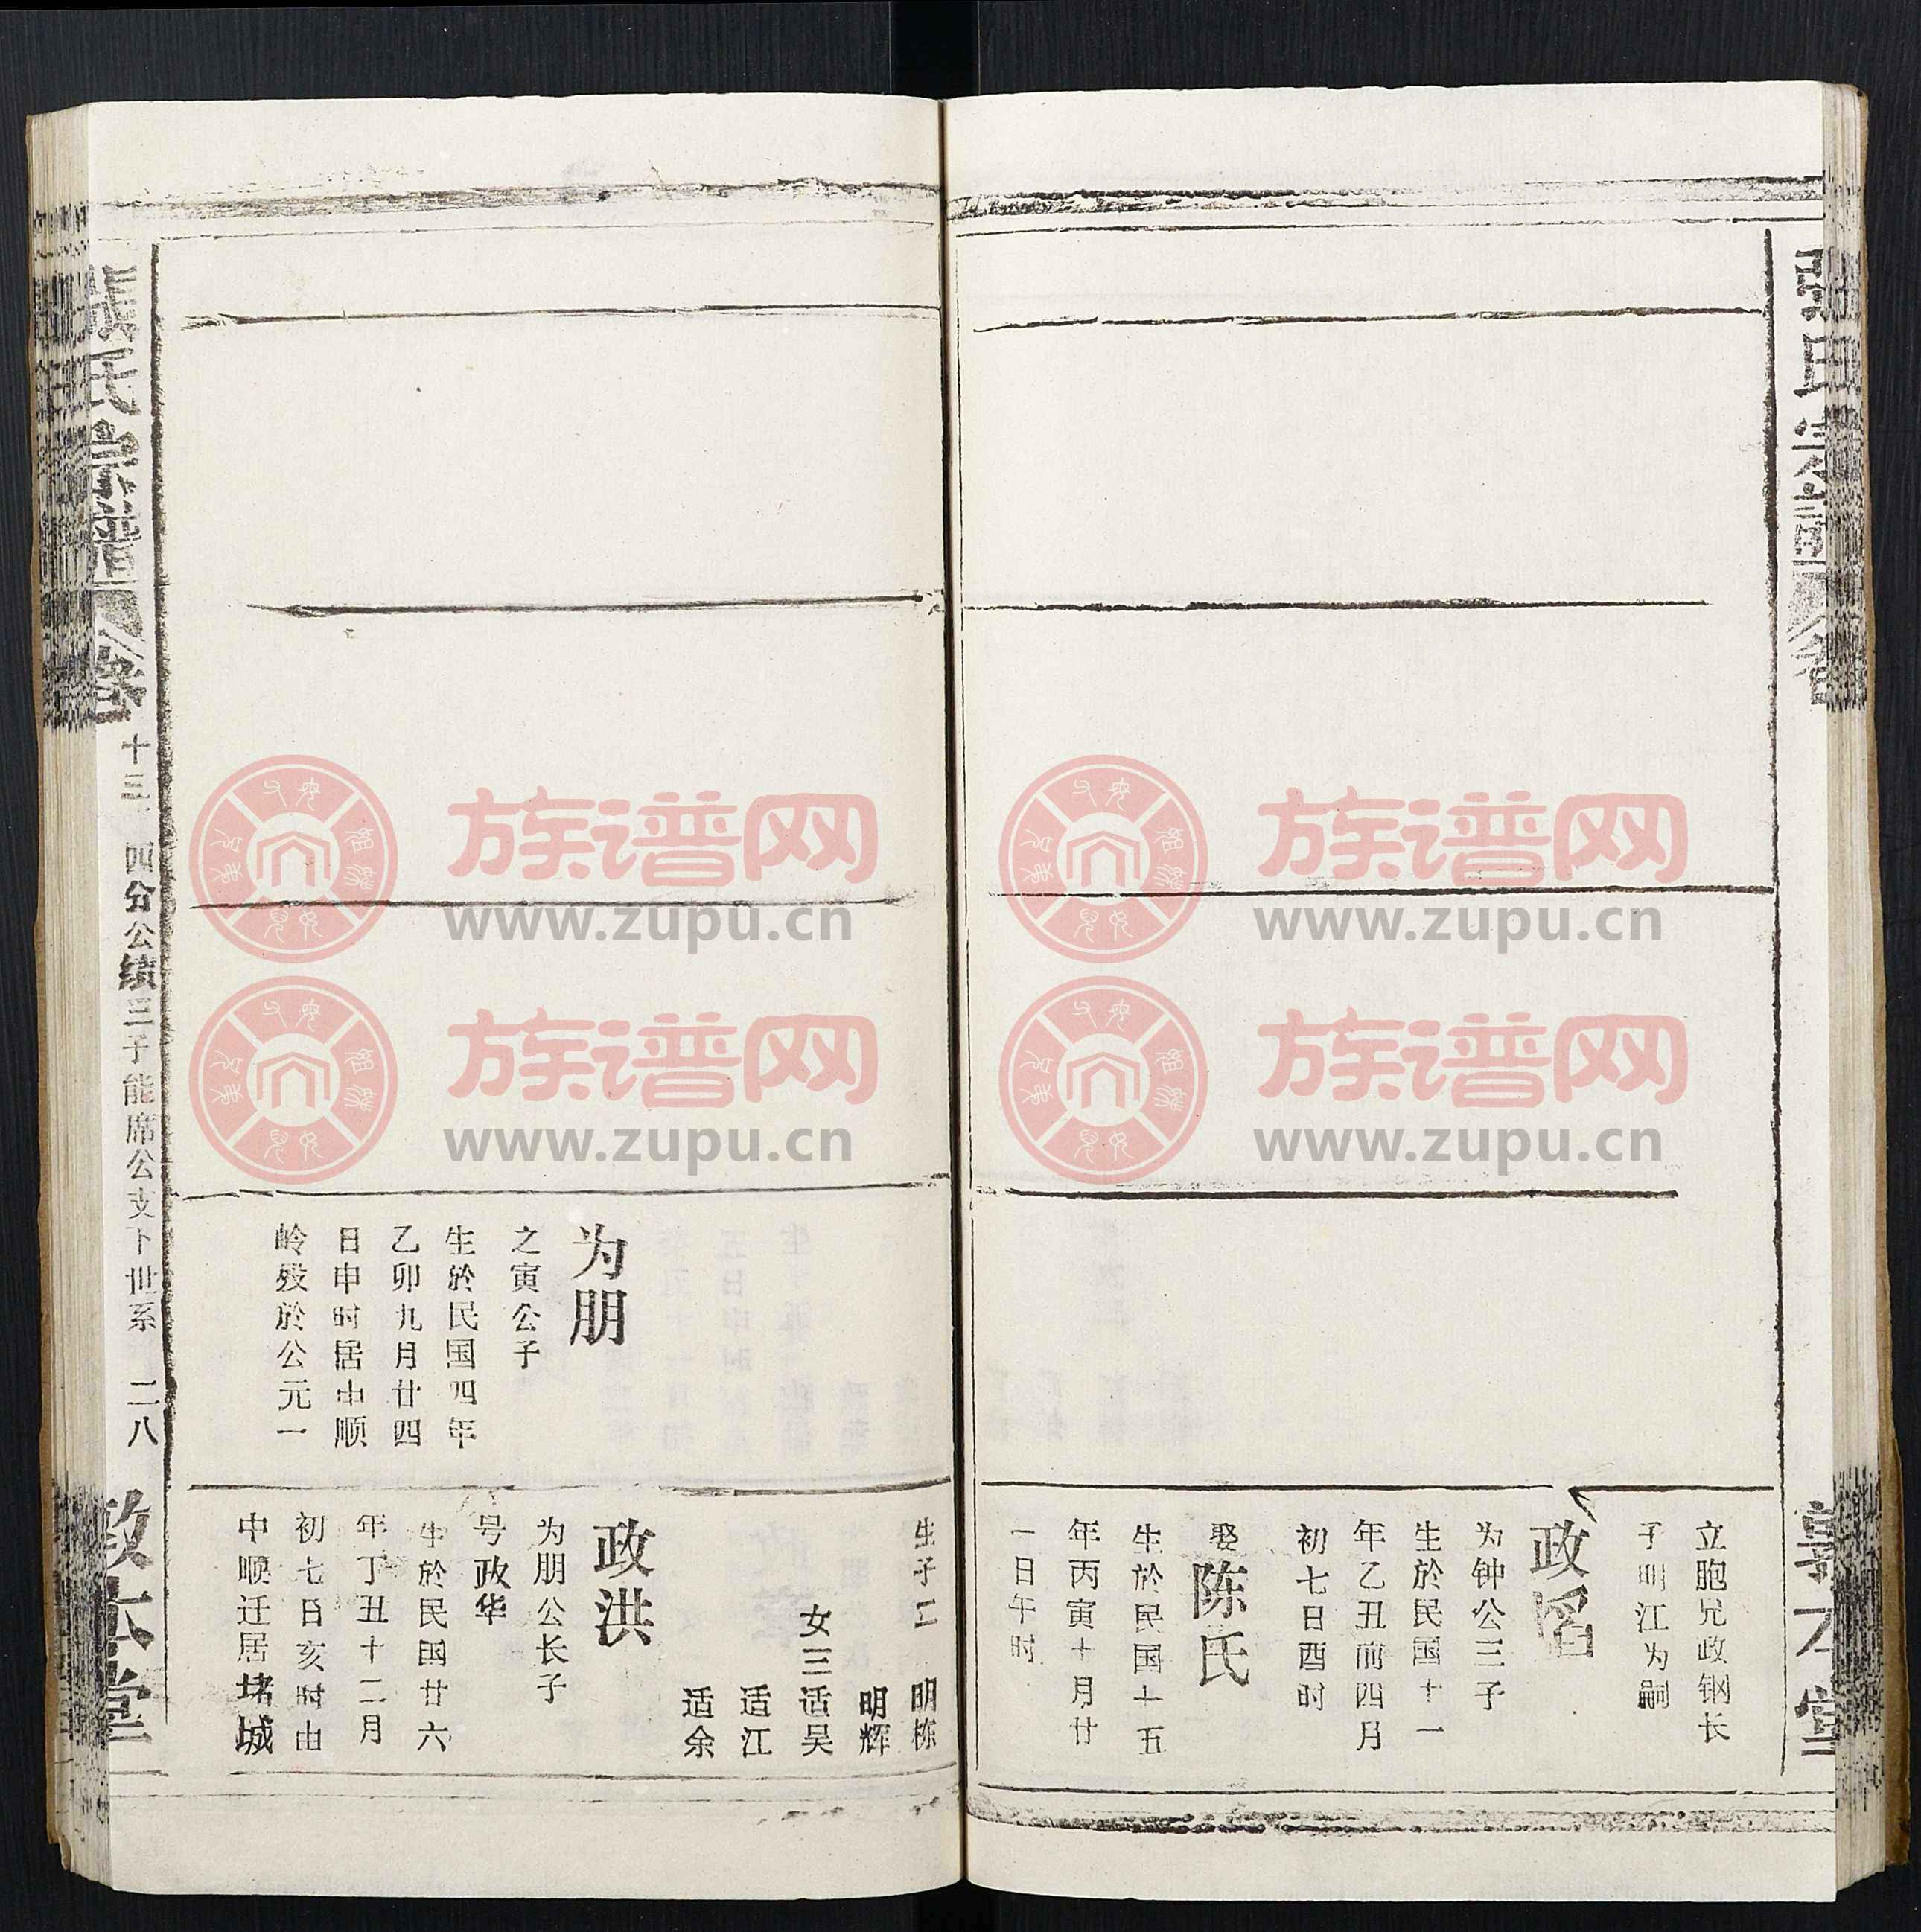 立胞兄政钢长
子明江为嗣
政慆
为钟公三子
生於民国十一
年乙丑闰四月
初七日酉时
娶陈氏
生於民国十五
年丙寅十月廿
一日午时
生子二 明栋
明辉
女三适吴
适江
适余
为朋
之寅公子
生於民国四年
乙卯九月廿四
日申时居中顺
岭殁於公元一
政洪
为朋公长子
号政华
生於民国廿六
年丁丑十二月
初七日亥时由
中顺迁居堵城
张氏宗谱
卷十三
四分公续三子能席公支下世系
二八
敦本堂
族谱网
www.zupu.cn
族谱网
www.zupu.cn
族谱网
www.zupu.cn
族谱网
www.zupu.cn